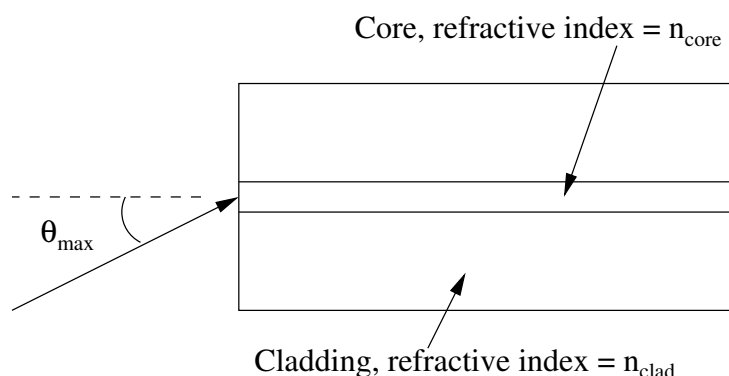 Core, refractive index = n_core
θ_max
Cladding, refractive index = n_clad